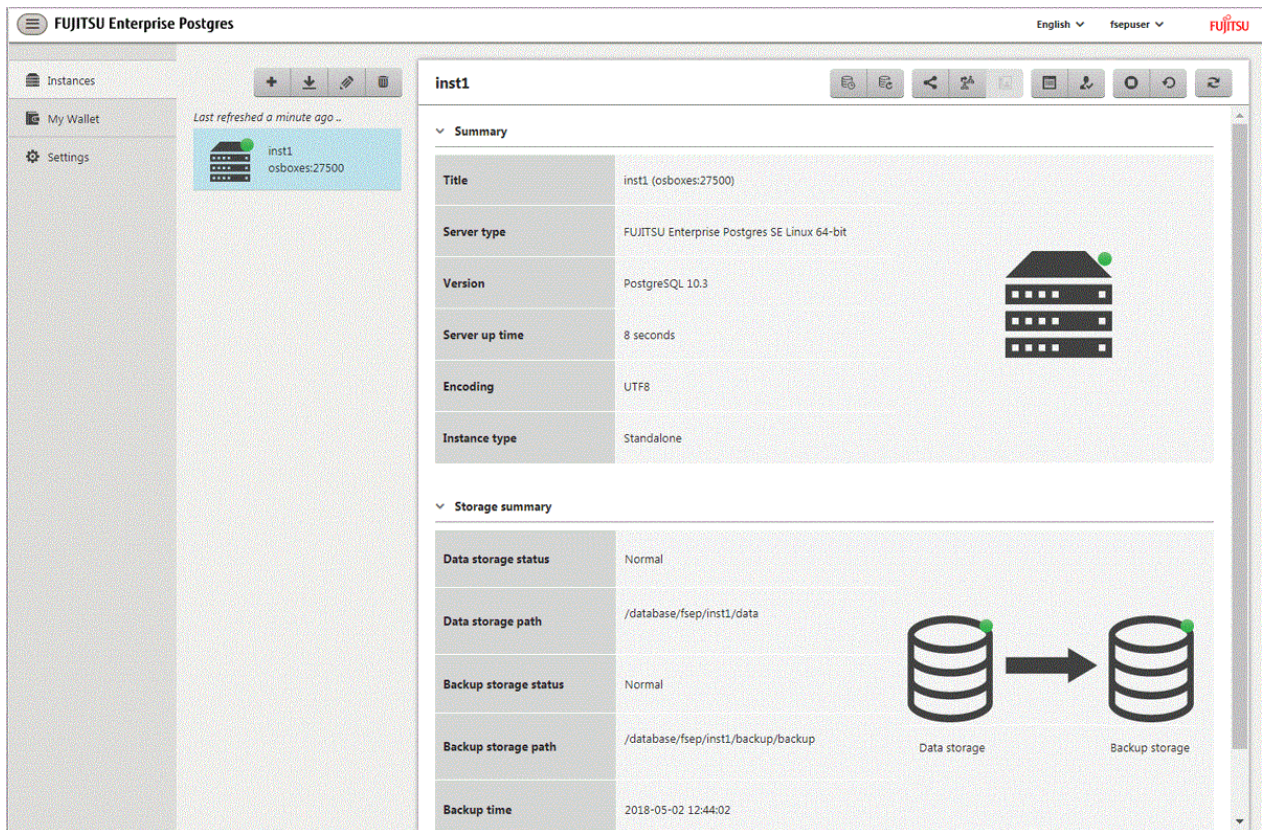 FUJITSU Enterprise Postgres
English
fsepuser
FUJITSU
Instances
My Wallet
Settings
Last refreshed a minute ago ..
inst1
osboxes:27500
inst1
Summary
Title
inst1 (osboxes:27500)
Server type
FUJITSU Enterprise Postgres SE Linux 64-bit
Version
PostgreSQL 10.3
Server up time
8 seconds
Encoding
UTF8
Instance type
Standalone
Storage summary
Data storage status
Normal
Data storage path
/database/fsep/inst1/data
Backup storage status
Normal
Backup storage path
/database/fsep/inst1/backup/backup
Data storage
Backup storage
Backup time
2018-05-02 12:44:02